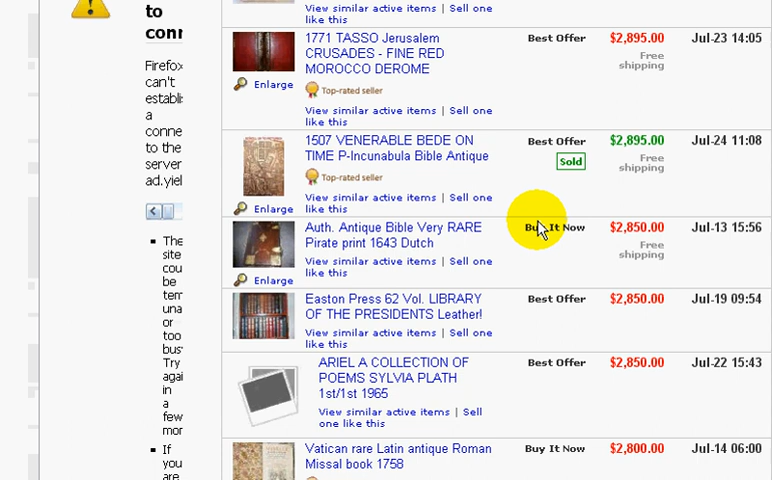 to
conn
Firefox
can't
establi
a
conne
to the
server
ad.yiel
The
site
cou
be
tem
una
or
too
bus
Try
agai
in
a
few
mor
If
you
are
View similar active items | Sell one
like this
1771 TASSO Jerusalem
CRUSADES - FINE RED
MOROCCO DEROME
Enlarge
Top-rated seller
View similar active items | Sell one
like this
Best Offer
$2,895.00
Free
shipping
Jul-23 14:05
1507 VENERABLE BEDE ON
TIME P-Incunabula Bible Antique
Top-rated seller
View similar active items | Sell one
like this
Enlarge
Best Offer
Sold
$2,895.00
Free
shipping
Jul-24 11:08
Auth. Antique Bible Very RARE
Pirate print 1643 Dutch
View similar active items | Sell one
like this
Enlarge
Buy It Now
$2,850.00
Free
shipping
Jul-13 15:56
Easton Press 62 Vol. LIBRARY
OF THE PRESIDENTS Leather!
View similar active items | Sell one
like this
Best Offer
$2,850.00
Jul-19 09:54
ARIEL A COLLECTION OF
POEMS SYLVIA PLATH
1st/1st 1965
View similar active items | Sell
one like this
Best Offer
$2,850.00
Jul-22 15:43
Vatican rare Latin antique Roman
Missal book 1758
Buy It Now
$2,800.00
Jul-14 06:00